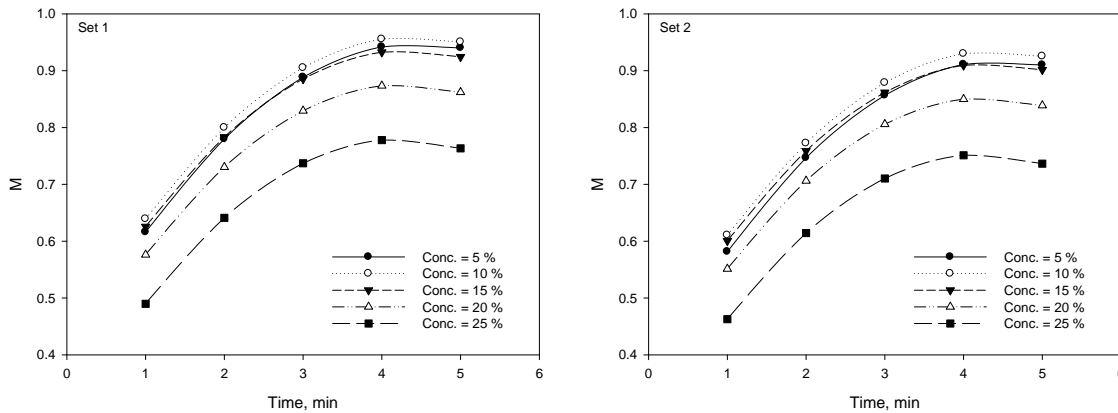 Set 1
M
1.0
0.9
0.8
0.7
0.6
0.5
0.4
Conc. = 5 %
Conc. = 10 %
Conc. = 15 %
Conc. = 20 %
Conc. = 25 %
0 1 2 3 4 5 6
Time, min
Set 2
M
1.0
0.9
0.8
0.7
0.6
0.5
0.4
Conc. = 5 %
Conc. = 10 %
Conc. = 15 %
Conc. = 20 %
Conc. = 25 %
0 1 2 3 4 5
Time, min